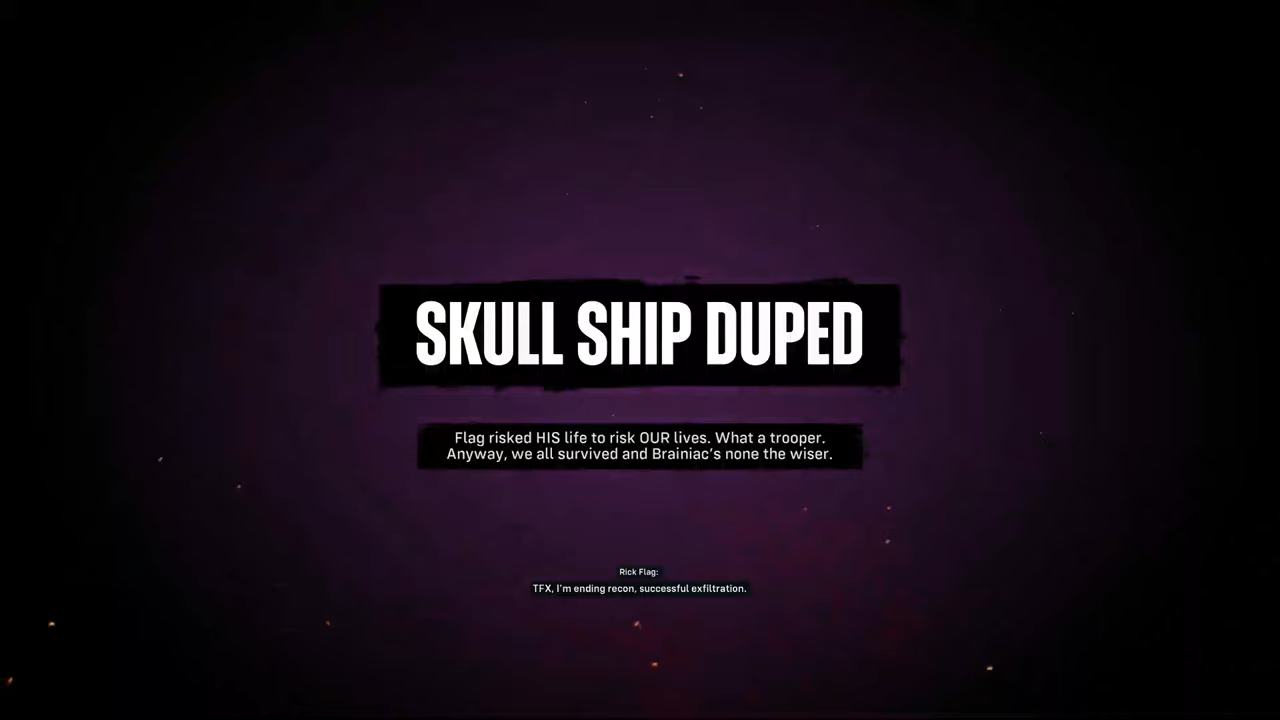 SKULL SHIP DUPED
Flag risked HIS life to risk OUR lives. What a trooper.
Anyway, we all survived and Brainiac's none the wiser.
Rick Flag:
TFX, I'm ending recon, successful exfiltration.